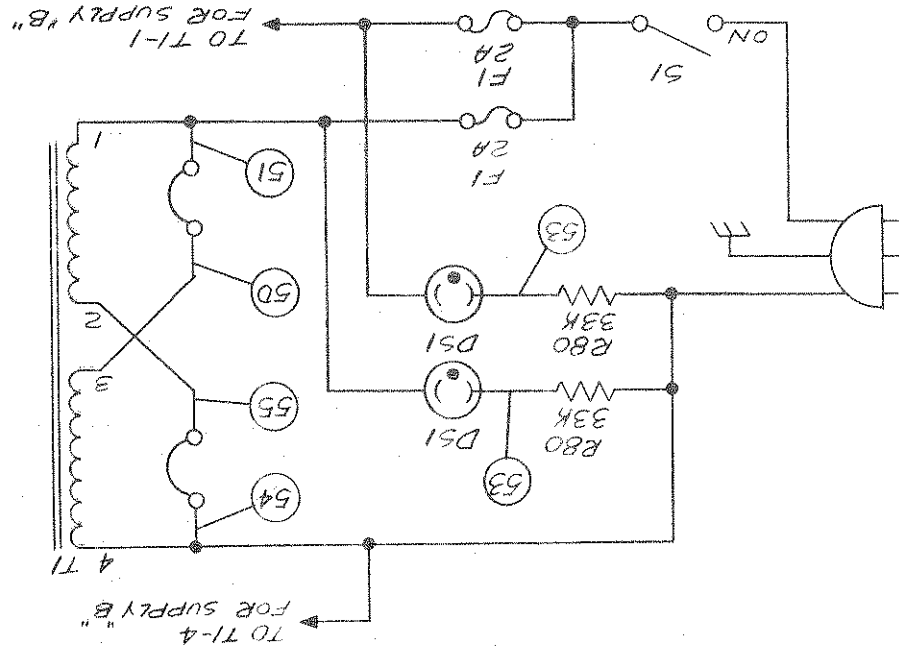 TO T1-4
FOR SUPPLY B"
4 T1
54
53
R80
33K
DS1
55
3
R80
33K
DS1
2
50
53
51
F1
2A
1
F1
2A
S1
ON
TO T1-1
FOR SUPPLY "B"